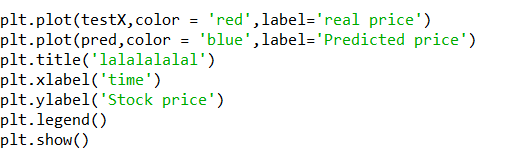 plt.plot(testX,color = 'red',label='real price')
plt.plot(pred,color = 'blue',label='Predicted price')
plt.title('lalalalalal')
plt.xlabel('time')
plt.ylabel('Stock price')
plt.legend()
plt.show()